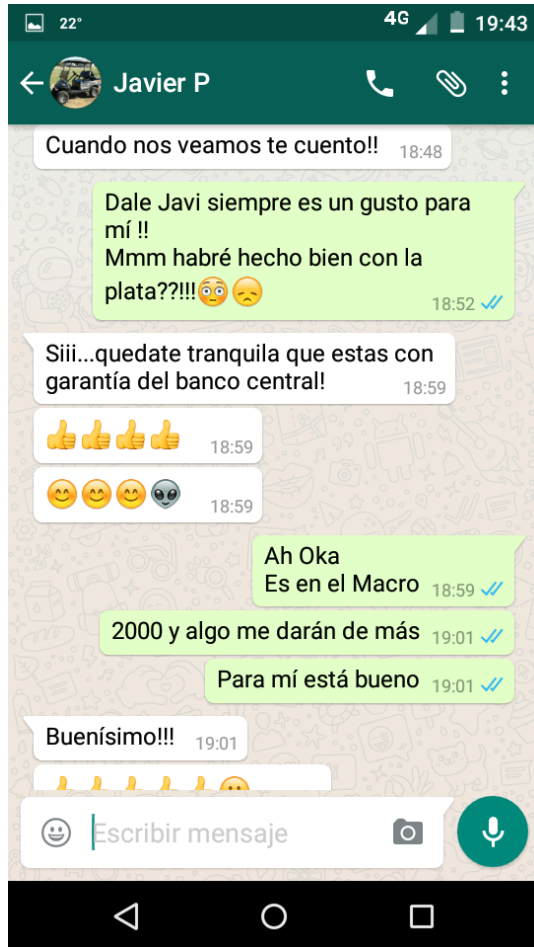 22°
4G 19:43
Javier P
Cuando nos veamos te cuento!! 18:48
Dale Javi siempre es un gusto para
mí !!
Mmm habré hecho bien con la
plata??!!!😳😞
18:52
Siii...quedate tranquila que estas con
garantía del banco central! 18:59
👍👍👍👍 18:59
😊😊😊👽 18:59
Ah Oka
Es en el Macro 18:59
2000 y algo me darán de más 19:01
Para mí está bueno 19:01
Buenísimo!!! 19:01
Escribir mensaje